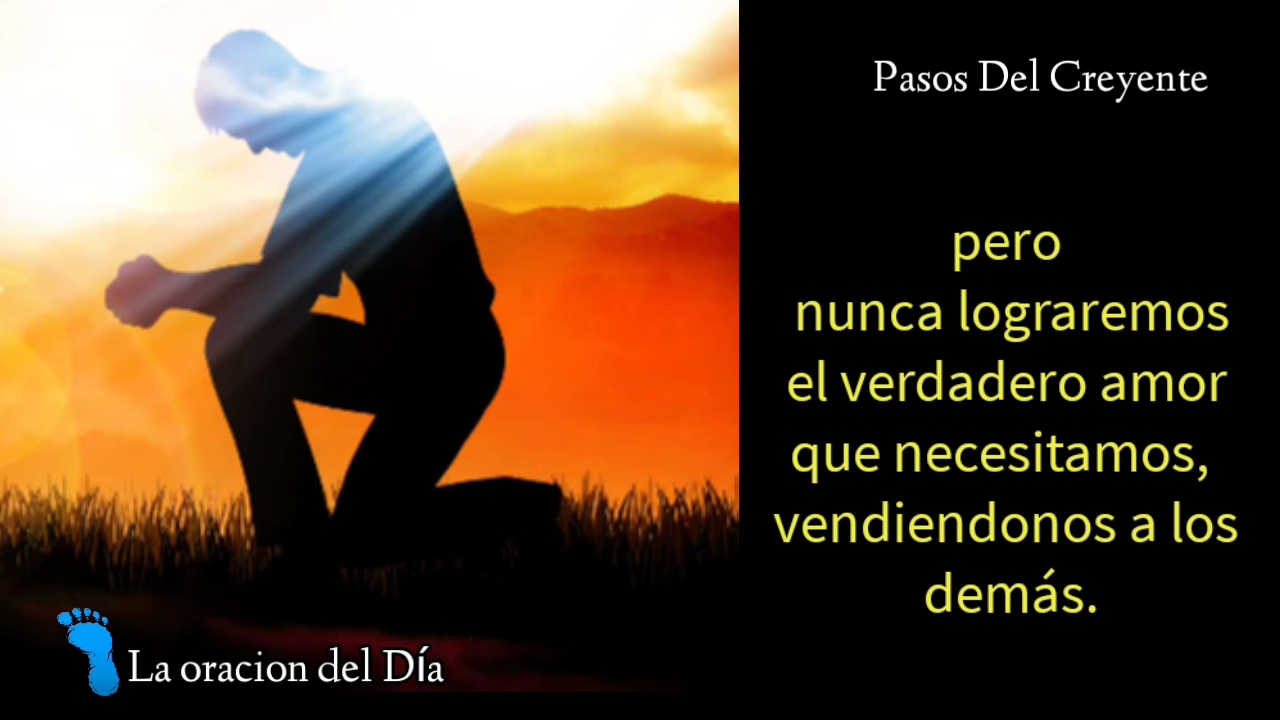 Pasos Del Creyente
pero
nunca lograremos
el verdadero amor
que necesitamos,
vendiendonos a los
demás.
La oracion del Día